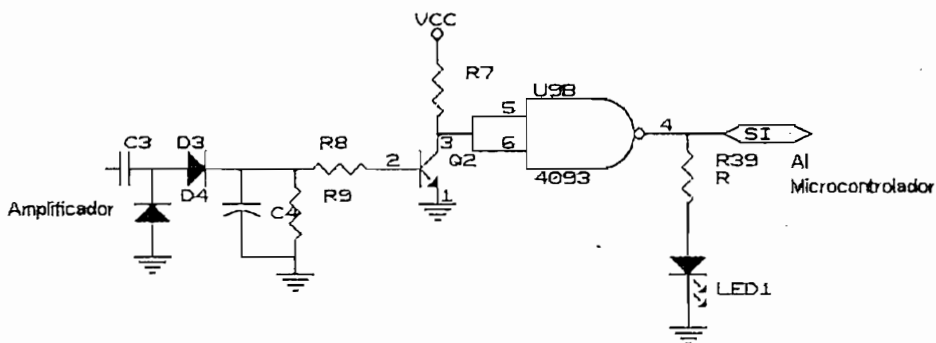 VCC
R7
U9B
C3
D3
R8
5
4
SI
2
3
Q2
6
R39
Al
D4
R9
4093
R
Microcontrolador
Amplificador
C4
1
LED1